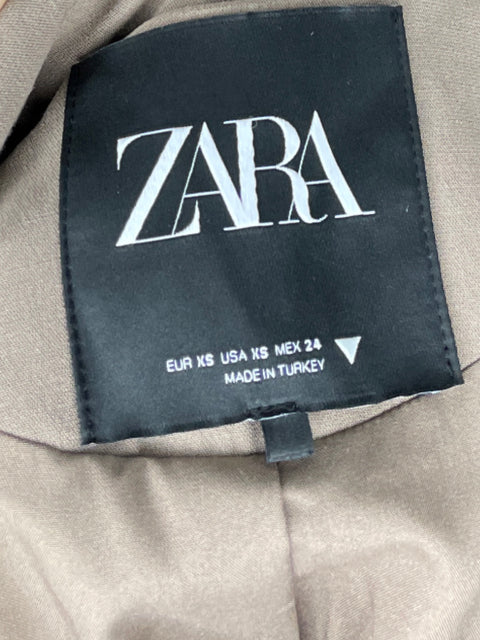 ZARA
EUR XS USA XS MEX 24
MADE IN TURKEY